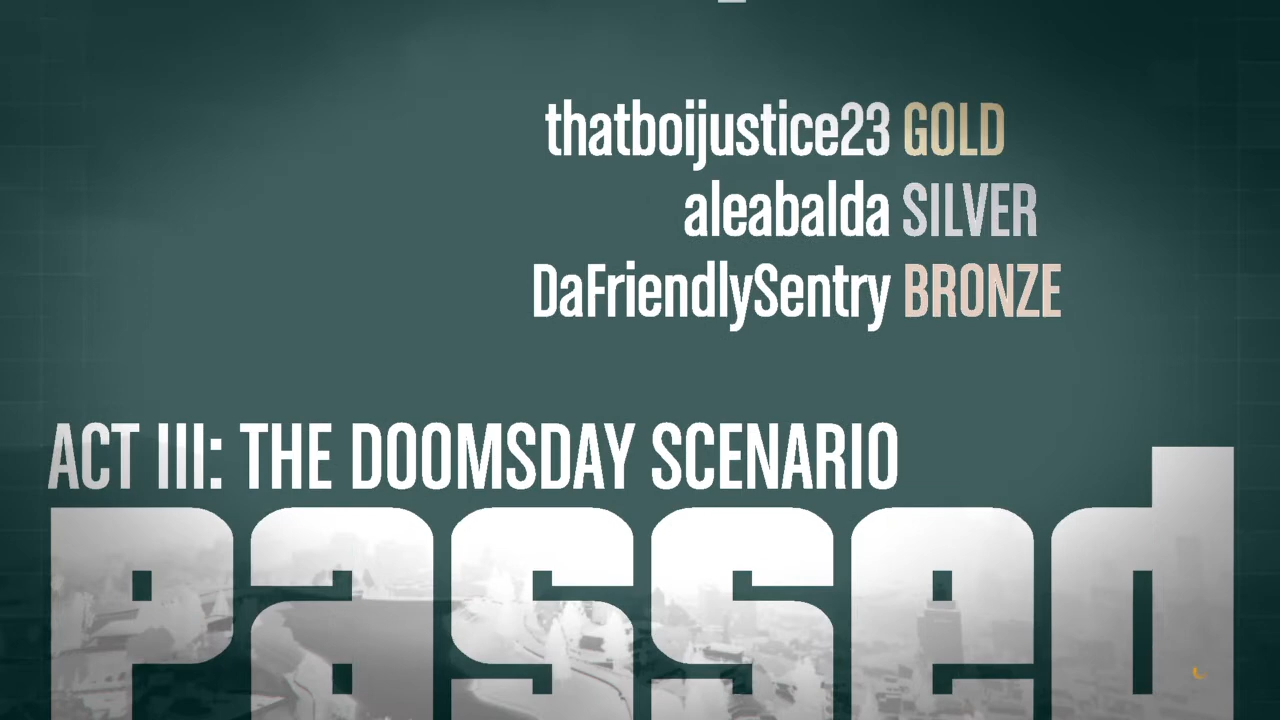 thatboijustice23 GOLD
aleabalda SILVER
DaFriendlySentry BRONZE
ACT III: THE DOOMSDAY SCENARIO
passed